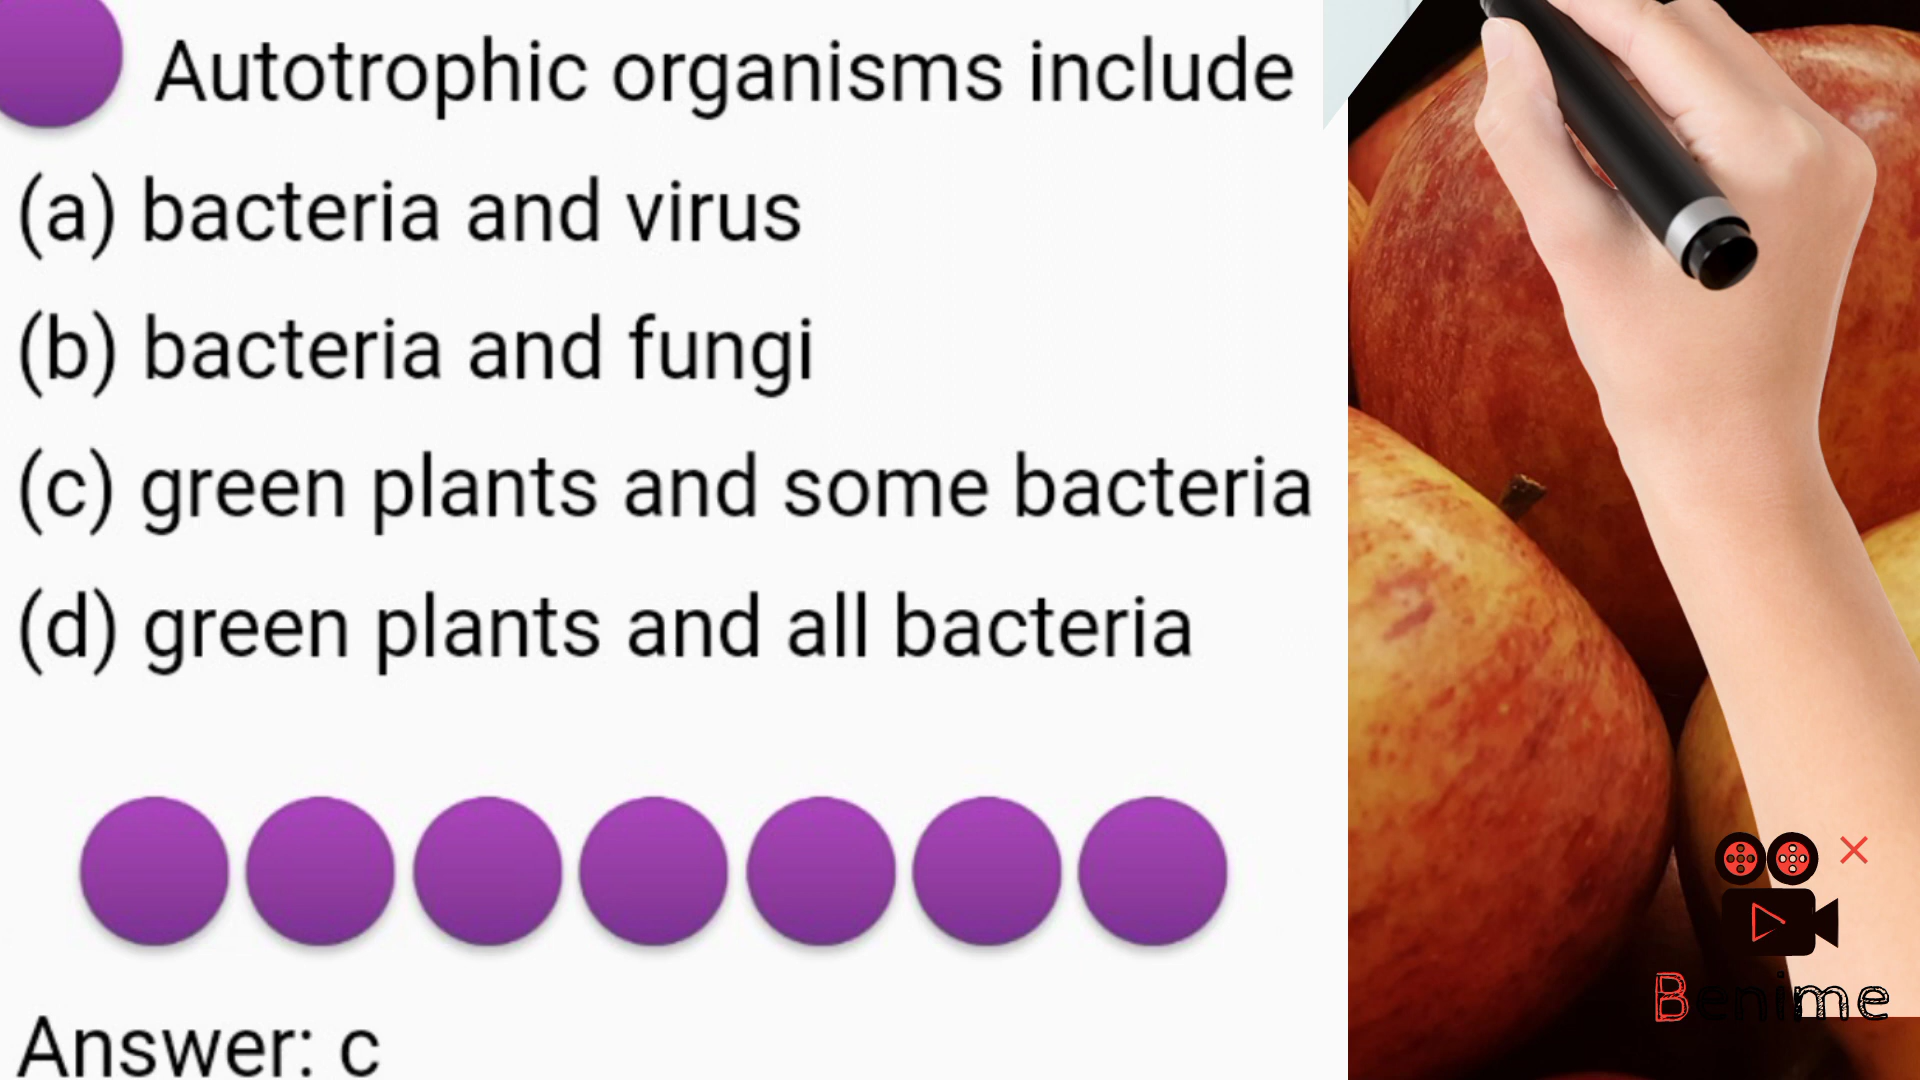 Autotrophic organisms include
(a) bacteria and virus
(b) bacteria and fungi
(c) green plants and some bacteria
(d) green plants and all bacteria
Answer: c
Benime